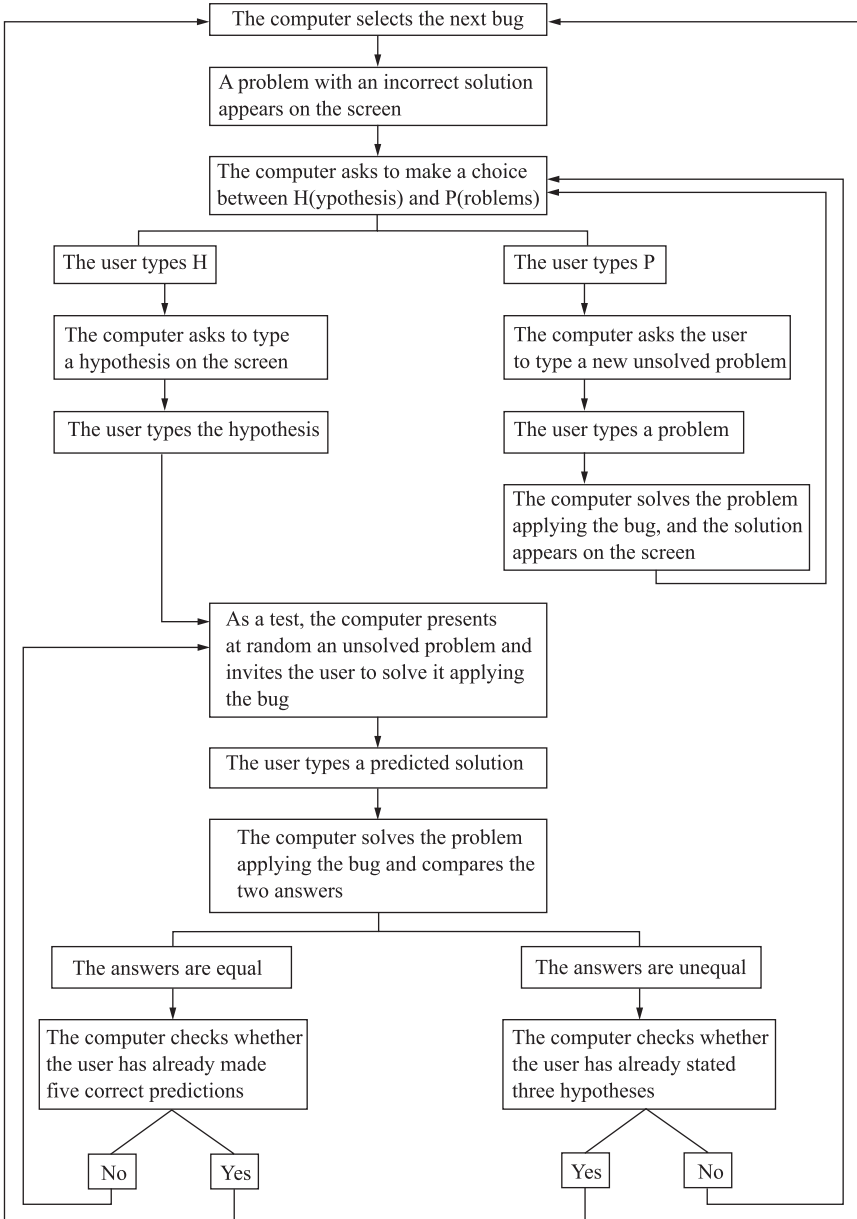 The computer selects the next bug
A problem with an incorrect solution
appears on the screen
The computer asks to make a choice
between H(ypothesis) and P(roblems)
The user types H
The computer asks to type
a hypothesis on the screen
The user types the hypothesis
The user types P
The computer asks the user
to type a new unsolved problem
The user types a problem
The computer solves the problem
applying the bug, and the solution
appears on the screen
As a test, the computer presents
at random an unsolved problem and
invites the user to solve it applying
the bug
The user types a predicted solution
The computer solves the problem
applying the bug and compares the
two answers
The answers are equal
The computer checks whether
the user has already made
five correct predictions
No
Yes
The answers are unequal
The computer checks whether
the user has already stated
three hypotheses
Yes
No